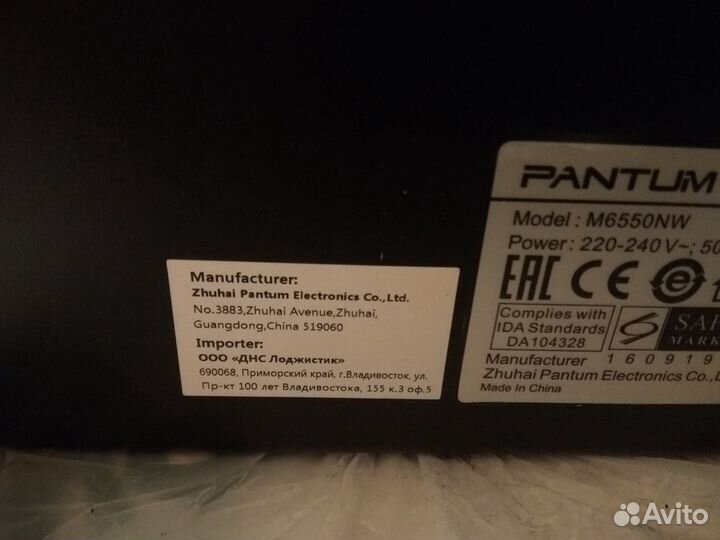 Manufacturer:
Zhuhai Pantum Electronics Co.,Ltd.
No.3883,Zhuhai Avenue,Zhuhai,
Guangdong,China 519060
Importer:
ООО «ДНС Лоджистик»
690068, Приморский край, г.Владивосток, ул.
Пр-кт 100 лет Владивостока, 155 к.3 оф.5
PANTUM
Model : M6550NW
Power : 220-240 V~; 50
EAC CE
Complies with
IDA Standards
DA104328
MARK
Manufacturer 160919
Zhuhai Pantum Electronics Co.,L
Made In China
Avito